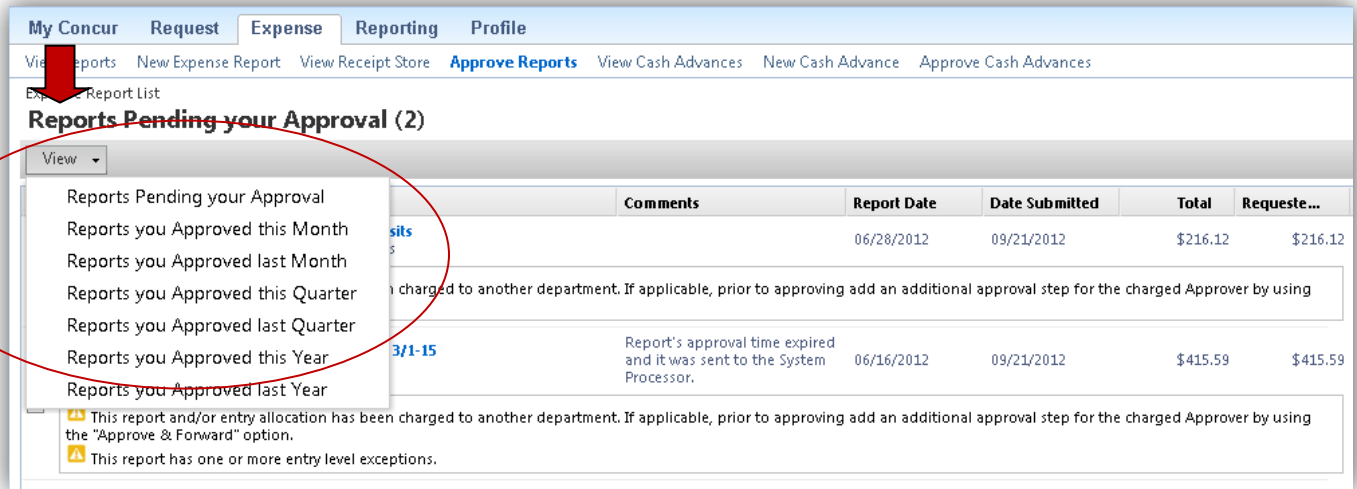 My Concur Request Expense Reporting Profile
View Reports New Expense Report View Receipt Store Approve Reports View Cash Advances New Cash Advance Approve Cash Advances
Expense Report List
Reports Pending your Approval (2)
View
Reports Pending your Approval
Reports you Approved this Month
Reports you Approved last Month
Reports you Approved this Quarter
Reports you Approved last Quarter
Reports you Approved this Year
Reports you Approved last Year
Comments Report Date Date Submitted Total Requeste...
06/28/2012 09/21/2012 $216.12 $216.12
charged to another department. If applicable, prior to approving add an additional approval step for the charged Approver by using
3/1-15
Report's approval time expired
and it was sent to the System
Processor.
06/16/2012 09/21/2012 $415.59 $415.59
This report and/or entry allocation has been charged to another department. If applicable, prior to approving add an additional approval step for the charged Approver by using
the "Approve & Forward" option.
This report has one or more entry level exceptions.